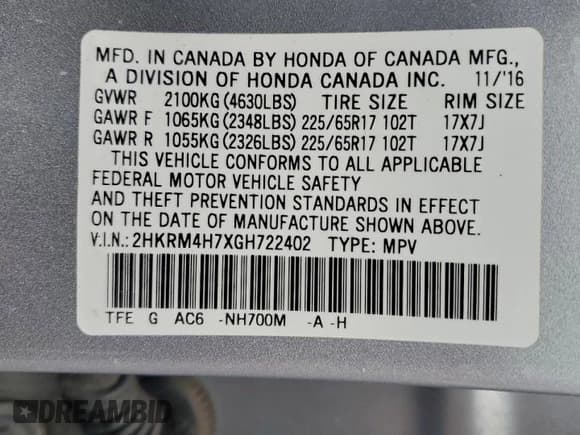 MFD. IN CANADA BY HONDA OF CANADA MFG.,
A DIVISION OF HONDA CANADA INC. 11/'16
GVWR 2100KG (4630LBS) TIRE SIZE RIM SIZE
GAWR F 1065KG (2348LBS) 225/65R17 102T 17X7J
GAWR R 1055KG (2326LBS) 225/65R17 102T 17X7J
THIS VEHICLE CONFORMS TO ALL APPLICABLE
FEDERAL MOTOR VEHICLE SAFETY
AND THEFT PREVENTION STANDARDS IN EFFECT
ON THE DATE OF MANUFACTURE SHOWN ABOVE.
V.I.N.: 2HKRM4H7XGH722402 TYPE: MPV
TFE G AC6 -NH700M -A -H
DREAMBID